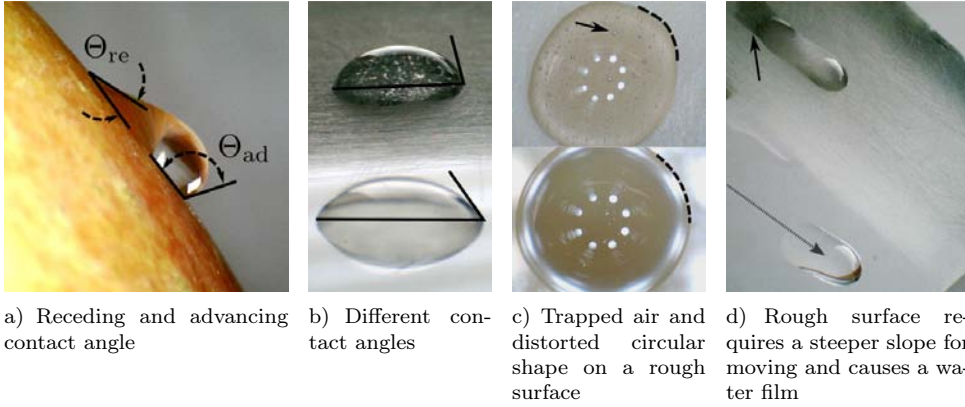 Θre
Θad
a) Receding and advancing
contact angle
b) Different con-
tact angles
c) Trapped air and
distorted circular
shape on a rough
surface
d) Rough surface re-
quires a steeper slope for
moving and causes a wa-
ter film